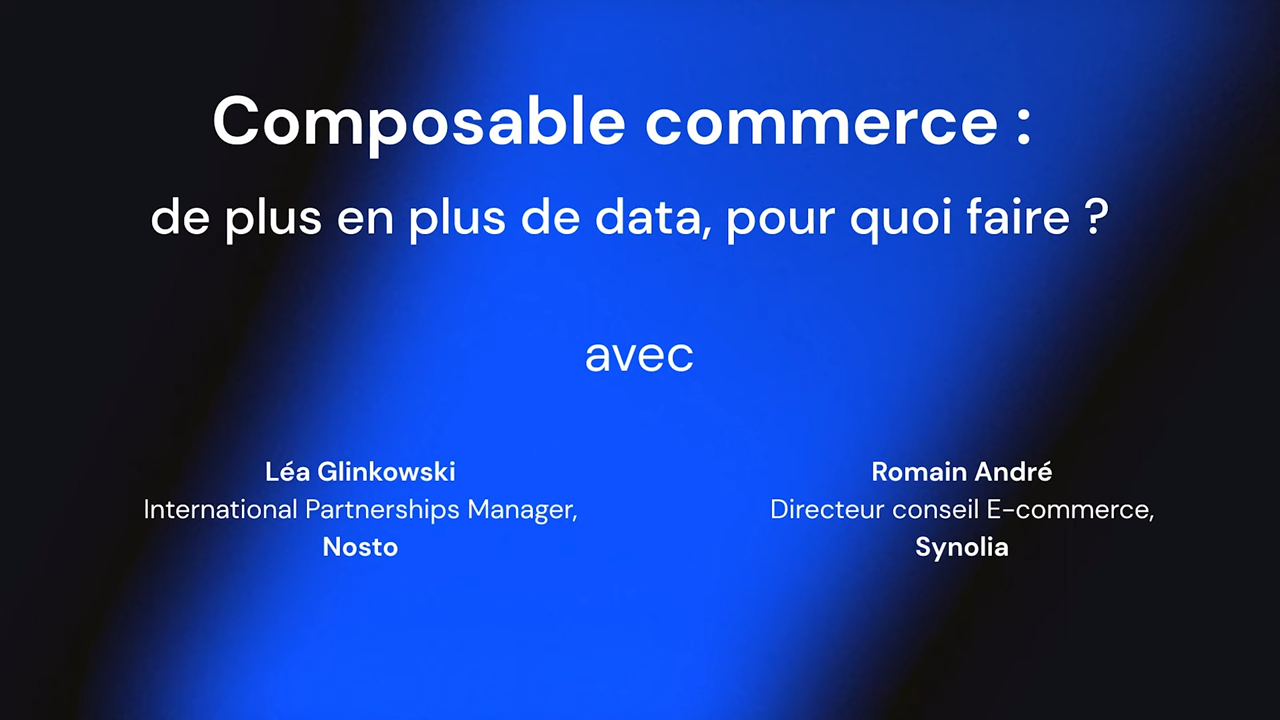 Composable commerce :
de plus en plus de data, pour quoi faire ?
avec
Léa Glinkowski
International Partnerships Manager,
Nosto
Romain André
Directeur conseil E-commerce,
Synolia